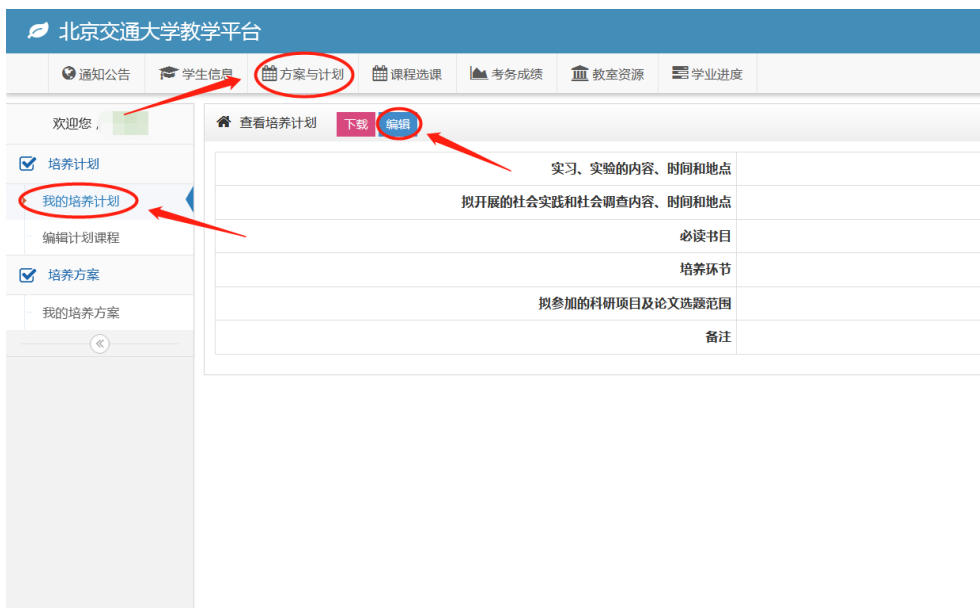 北京交通大学教学平台
通知公告 学生信息 方案与计划 课程选课 考务成绩 教室资源 学业进度
欢迎您，
查看培养计划 下载 编辑
培养计划
我的培养计划
编辑计划课程
培养方案
我的培养方案
实习、实验的内容、时间和地点
拟开展的社会实践和社会调查内容、时间和地点
必读书目
培养环节
拟参加的科研项目及论文选题范围
备注